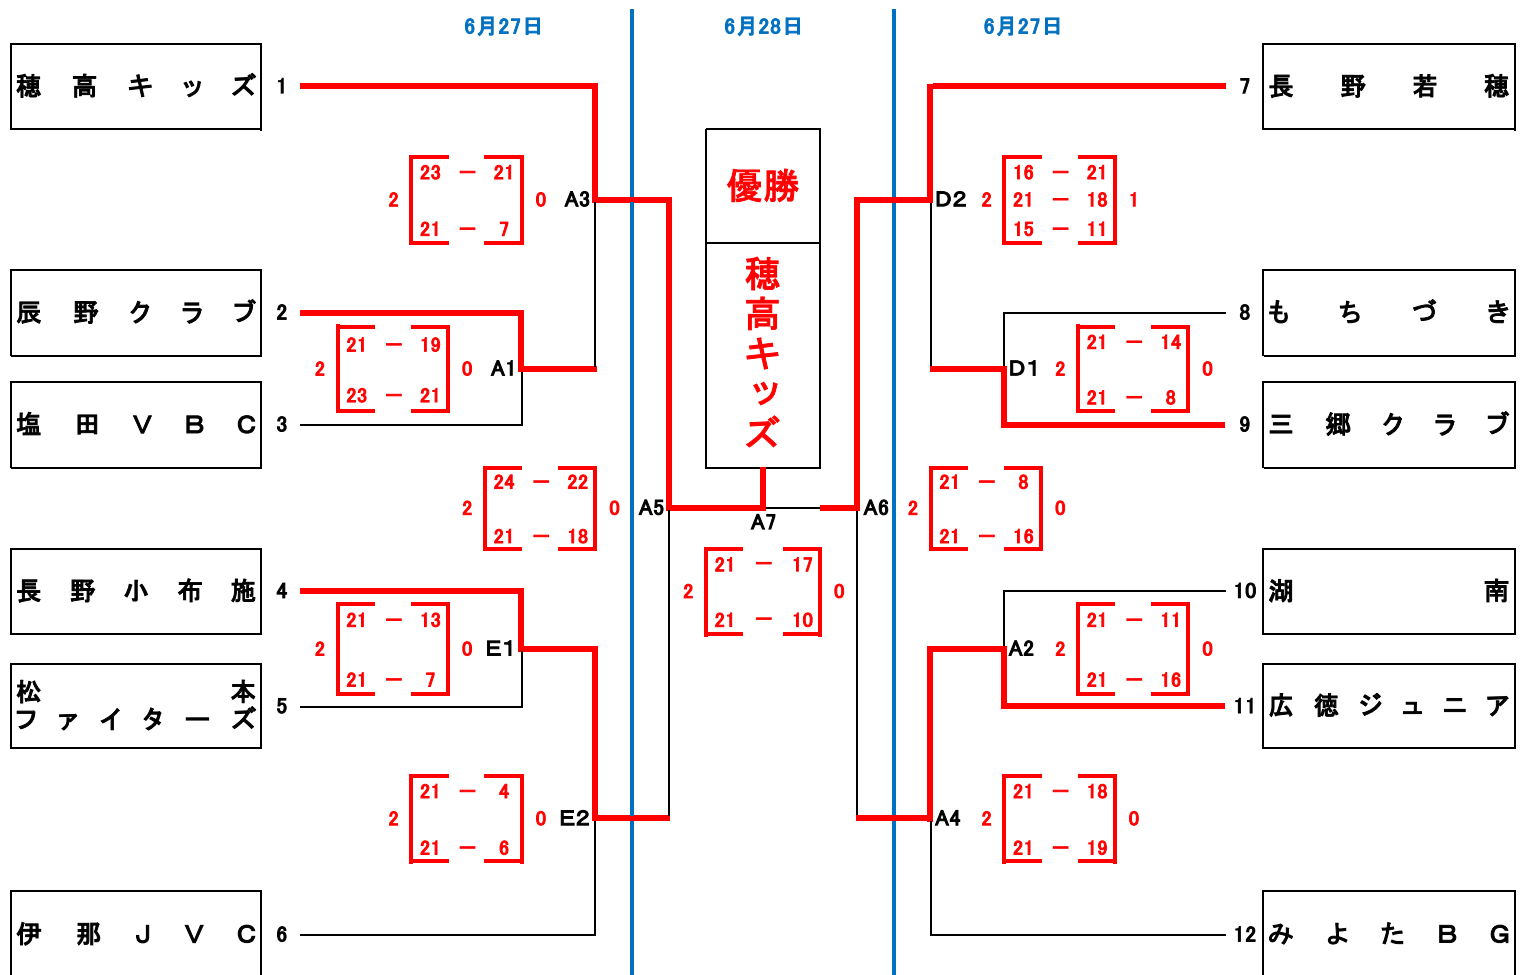 6月27日
6月28日
6月27日
穂高キッズ 1
7 長野若穂
優勝
穂高キッズ
23 － 21
2 0 A3
21 － 7
16 － 21
D2 2 21 － 18 1
15 － 11
辰野クラブ 2
8 もちづき
21 － 19
2 0 A1
23 － 21
21 － 14
D1 2 0
21 － 8
塩田VBC 3
9 三郷クラブ
24 － 22
2 0 A5
21 － 18
A7
21 － 8
A6 2 0
21 － 16
21 － 17
2 0
21 － 10
長野小布施 4
10 湖南
21 － 13
2 0 E1
21 － 7
21 － 11
A2 2 0
21 － 16
松本
ファイターズ 5
11 広徳ジュニア
21 － 4
2 0 E2
21 － 6
21 － 18
A4 2 0
21 － 19
伊那JVC 6
12 みよたBG